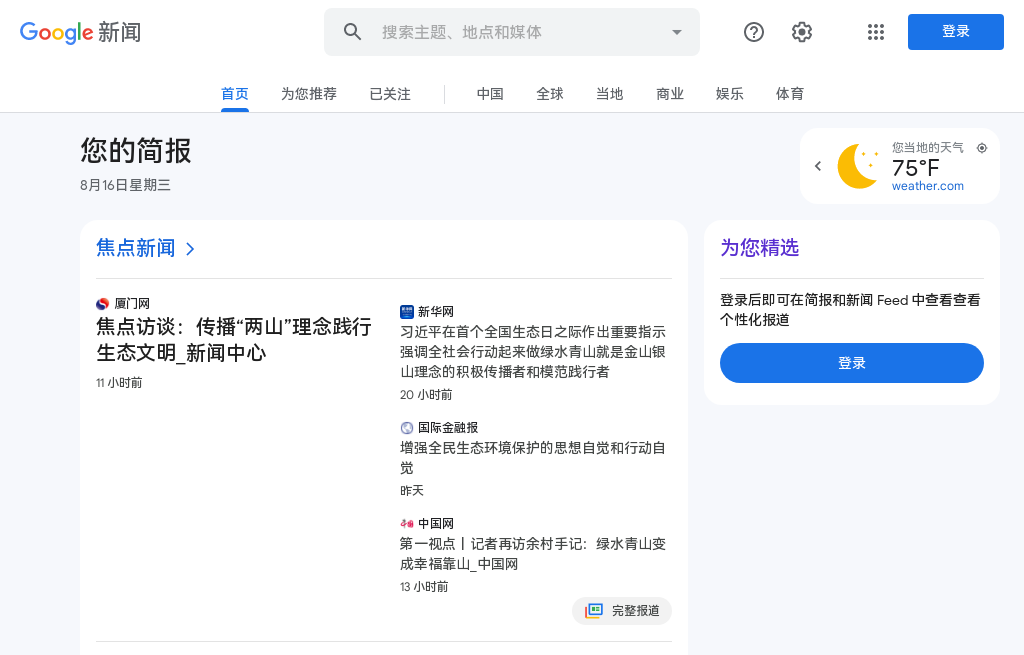 Google 新闻
搜索主题、地点和媒体
登录
首页
为您推荐
已关注
中国
全球
当地
商业
娱乐
体育
您的简报
8月16日星期三
您当地的天气
75°F
weather.com
焦点新闻
厦门网
焦点访谈：传播“两山”理念践行
生态文明_新闻中心
11 小时前
新华网
习近平在首个全国生态日之际作出重要指示
强调全社会行动起来做绿水青山就是金山银
山理念的积极传播者和模范践行者
20 小时前
国际金融报
增强全民生态环境保护的思想自觉和行动自
觉
昨天
中国网
第一视点丨记者再访余村手记：绿水青山变
成幸福靠山_中国网
13 小时前
完整报道
为您精选
登录后即可在简报和新闻 Feed 中查看查看
个性化报道
登录